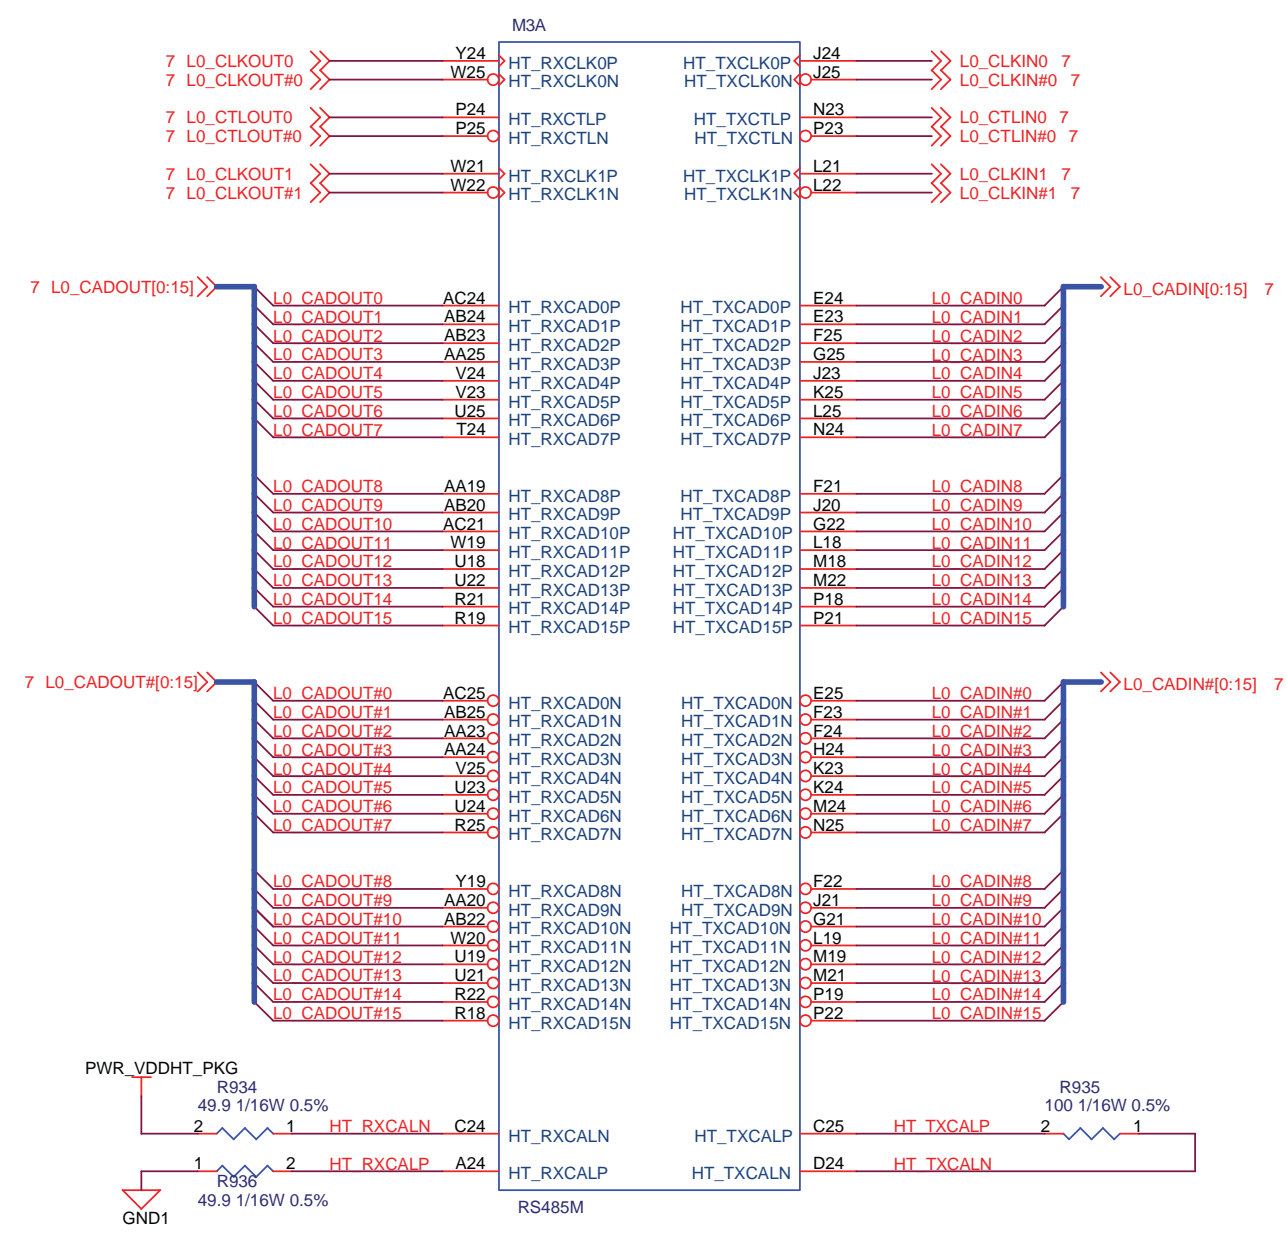 M3A
7 L0_CLKOUT0 Y24 HT_RXCLK0P HT_TXCLK0P J24 L0_CLKIN0 7
7 L0_CLKOUT#0 W25 HT_RXCLK0N HT_TXCLK0N J25 L0_CLKIN#0 7
7 L0_CTLOUT0 P24 HT_RXCTLP HT_TXCTLP N23 L0_CTLIN0 7
7 L0_CTLOUT#0 P25 HT_RXCTLN HT_TXCTLN P23 L0_CTLIN#0 7
7 L0_CLKOUT1 W21 HT_RXCLK1P HT_TXCLK1P L21 L0_CLKIN1 7
7 L0_CLKOUT#1 W22 HT_RXCLK1N HT_TXCLK1N L22 L0_CLKIN#1 7
7 L0_CADOUT[0:15] L0_CADIN[0:15] 7
L0_CADOUT0 AC24 HT_RXCAD0P HT_TXCAD0P E24 L0_CADIN0
L0_CADOUT1 AB24 HT_RXCAD1P HT_TXCAD1P E23 L0_CADIN1
L0_CADOUT2 AB23 HT_RXCAD2P HT_TXCAD2P F25 L0_CADIN2
L0_CADOUT3 AA25 HT_RXCAD3P HT_TXCAD3P G25 L0_CADIN3
L0_CADOUT4 V24 HT_RXCAD4P HT_TXCAD4P J23 L0_CADIN4
L0_CADOUT5 V23 HT_RXCAD5P HT_TXCAD5P K25 L0_CADIN5
L0_CADOUT6 U25 HT_RXCAD6P HT_TXCAD6P L25 L0_CADIN6
L0_CADOUT7 T24 HT_RXCAD7P HT_TXCAD7P N24 L0_CADIN7
L0_CADOUT8 AA19 HT_RXCAD8P HT_TXCAD8P F21 L0_CADIN8
L0_CADOUT9 AB20 HT_RXCAD9P HT_TXCAD9P J20 L0_CADIN9
L0_CADOUT10 AC21 HT_RXCAD10P HT_TXCAD10P G22 L0_CADIN10
L0_CADOUT11 W19 HT_RXCAD11P HT_TXCAD11P L18 L0_CADIN11
L0_CADOUT12 U18 HT_RXCAD12P HT_TXCAD12P M18 L0_CADIN12
L0_CADOUT13 U22 HT_RXCAD13P HT_TXCAD13P M22 L0_CADIN13
L0_CADOUT14 R21 HT_RXCAD14P HT_TXCAD14P P18 L0_CADIN14
L0_CADOUT15 R19 HT_RXCAD15P HT_TXCAD15P P21 L0_CADIN15
7 L0_CADOUT#[0:15] L0_CADIN#[0:15] 7
L0_CADOUT#0 AC25 HT_RXCAD0N HT_TXCAD0N E25 L0_CADIN#0
L0_CADOUT#1 AB25 HT_RXCAD1N HT_TXCAD1N F23 L0_CADIN#1
L0_CADOUT#2 AA23 HT_RXCAD2N HT_TXCAD2N F24 L0_CADIN#2
L0_CADOUT#3 AA24 HT_RXCAD3N HT_TXCAD3N H24 L0_CADIN#3
L0_CADOUT#4 V25 HT_RXCAD4N HT_TXCAD4N K23 L0_CADIN#4
L0_CADOUT#5 U23 HT_RXCAD5N HT_TXCAD5N K24 L0_CADIN#5
L0_CADOUT#6 U24 HT_RXCAD6N HT_TXCAD6N M24 L0_CADIN#6
L0_CADOUT#7 R25 HT_RXCAD7N HT_TXCAD7N N25 L0_CADIN#7
L0_CADOUT#8 Y19 HT_RXCAD8N HT_TXCAD8N F22 L0_CADIN#8
L0_CADOUT#9 AA20 HT_RXCAD9N HT_TXCAD9N J21 L0_CADIN#9
L0_CADOUT#10 AB22 HT_RXCAD10N HT_TXCAD10N G21 L0_CADIN#10
L0_CADOUT#11 W20 HT_RXCAD11N HT_TXCAD11N L19 L0_CADIN#11
L0_CADOUT#12 U19 HT_RXCAD12N HT_TXCAD12N M19 L0_CADIN#12
L0_CADOUT#13 U21 HT_RXCAD13N HT_TXCAD13N M21 L0_CADIN#13
L0_CADOUT#14 R22 HT_RXCAD14N HT_TXCAD14N P19 L0_CADIN#14
L0_CADOUT#15 R18 HT_RXCAD15N HT_TXCAD15N P22 L0_CADIN#15
PWR_VDDHT_PKG
R934 R935
49.9 1/16W 0.5% 100 1/16W 0.5%
2 1 HT_RXCALN C24 HT_RXCALN HT_TXCALP C25 HT_TXCALP 2 1
1 2 HT_RXCALP A24 HT_RXCALP HT_TXCALN D24 HT_TXCALN
R936
49.9 1/16W 0.5%
GND1
RS485M